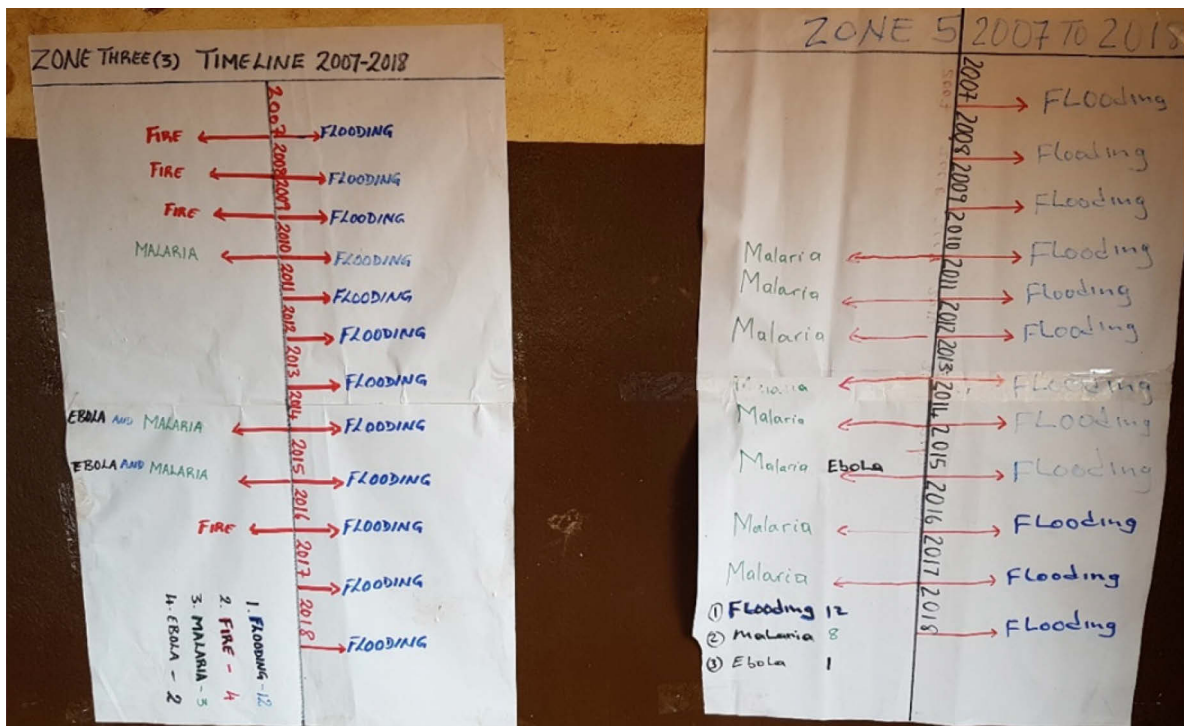 ZONE THREE(3) TIMELINE 2007-2018
2007
FIRE FLOODING
2008
FIRE FLOODING
2009
FIRE FLOODING
2010
MALARIA FLOODING
2011
FLOODING
2012
FLOODING
2013
FLOODING
2014
EBOLA AND MALARIA FLOODING
2015
EBOLA AND MALARIA FLOODING
2016
FIRE FLOODING
2017
FLOODING
2018
FLOODING
1. FLOODING - 12
2. FIRE - 4
3. MALARIA - 3
4. EBOLA - 2
ZONE 5 2007 TO 2018
2007
FLooding
2008
Flooding
2009
Flooding
2010
Malaria Flooding
2011
Malaria Flooding
2012
Malaria Flooding
2013
Malaria Flooding
2014
Malaria Flooding
2015
Malaria Ebola Flooding
2016
Malaria Flooding
2017
Malaria Flooding
2018
Flooding
① Flooding 12
② Malaria 8
③ Ebola 1